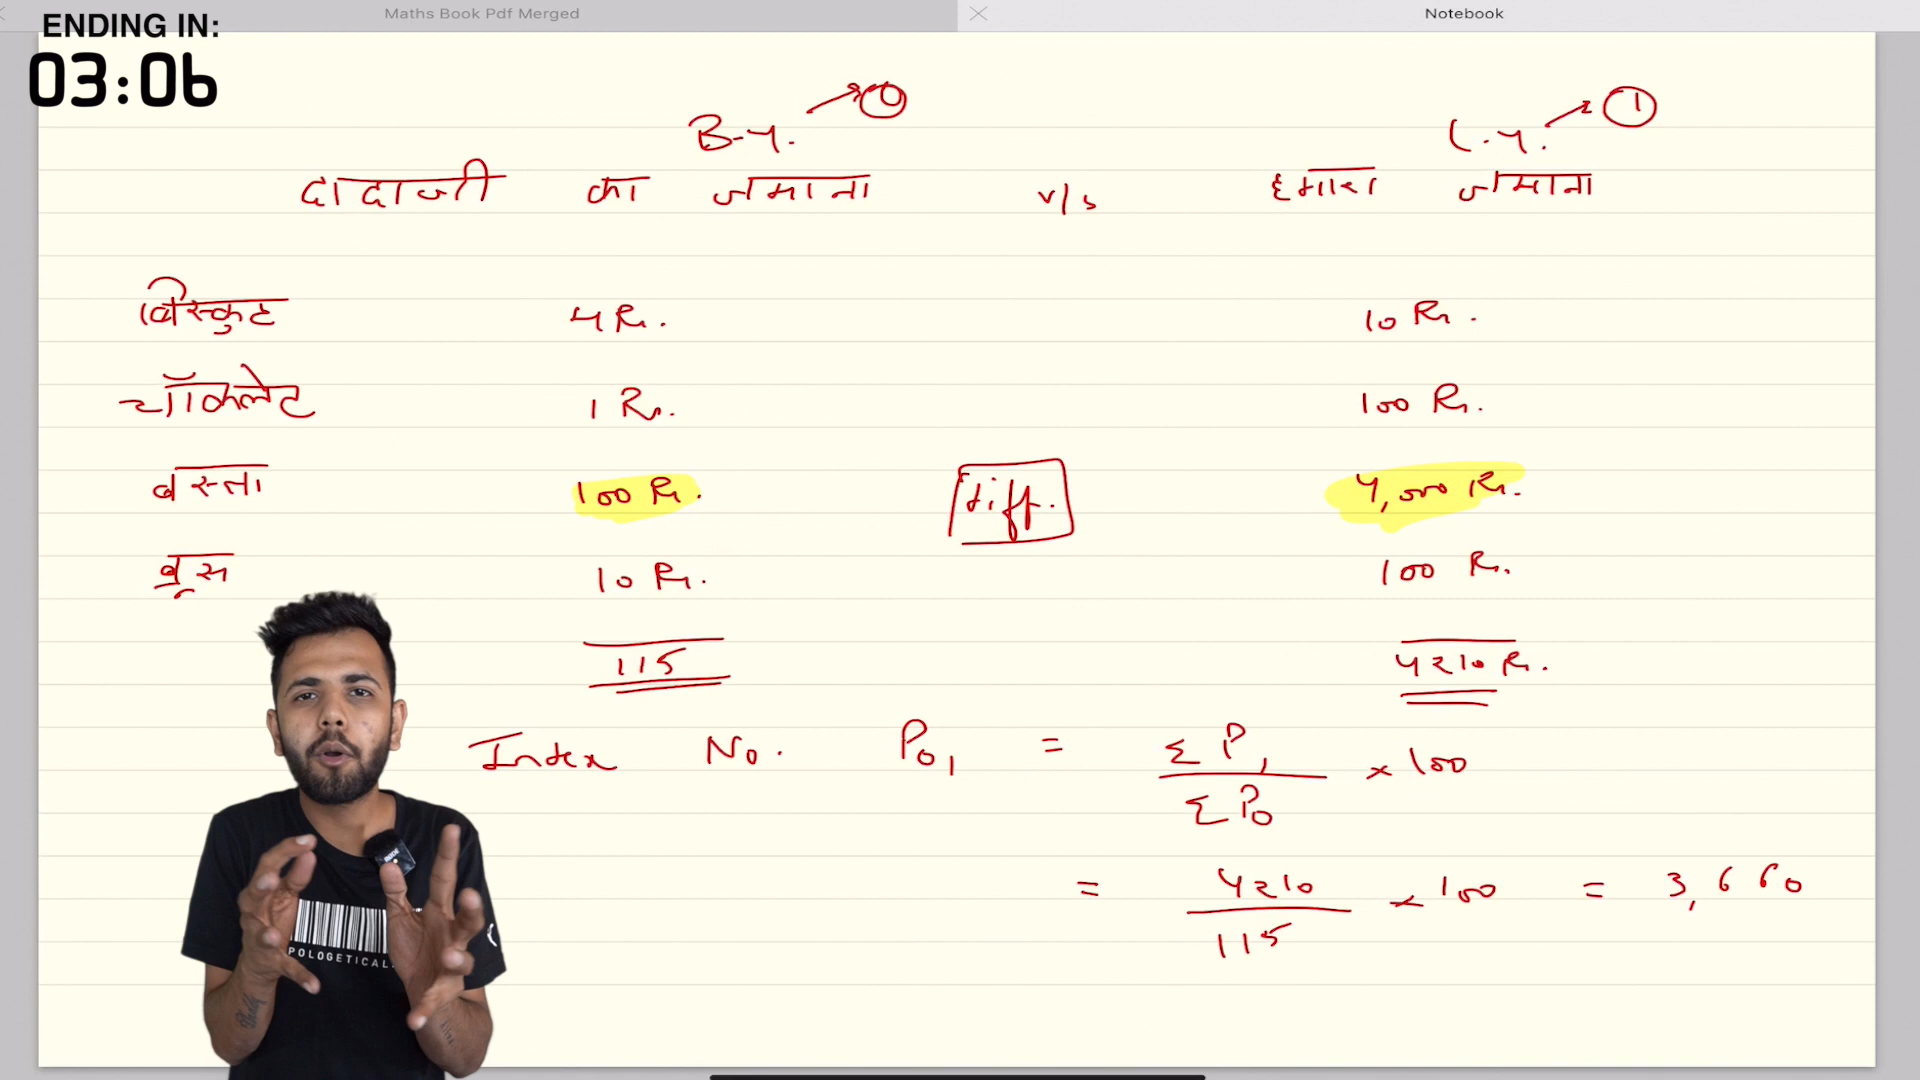 Maths Book Pdf Merged
Notebook
ENDING IN:
03:06
B.Y. → 0
C.Y. → 1
दादाजी का जमाना v/s हमारा जमाना
बिस्कुट 4 Rs. 10 Rs.
चॉकलेट 1 Rs. 100 Rs.
बस्ता 100 Rs. diff. 4,000 Rs.
बूस 10 Rs. 100 Rs.
115 4210 Rs.
Index No. P01 = ΣP1 / ΣP0 × 100
= 4210 / 115 × 100 = 3,660
POLOGETICAL